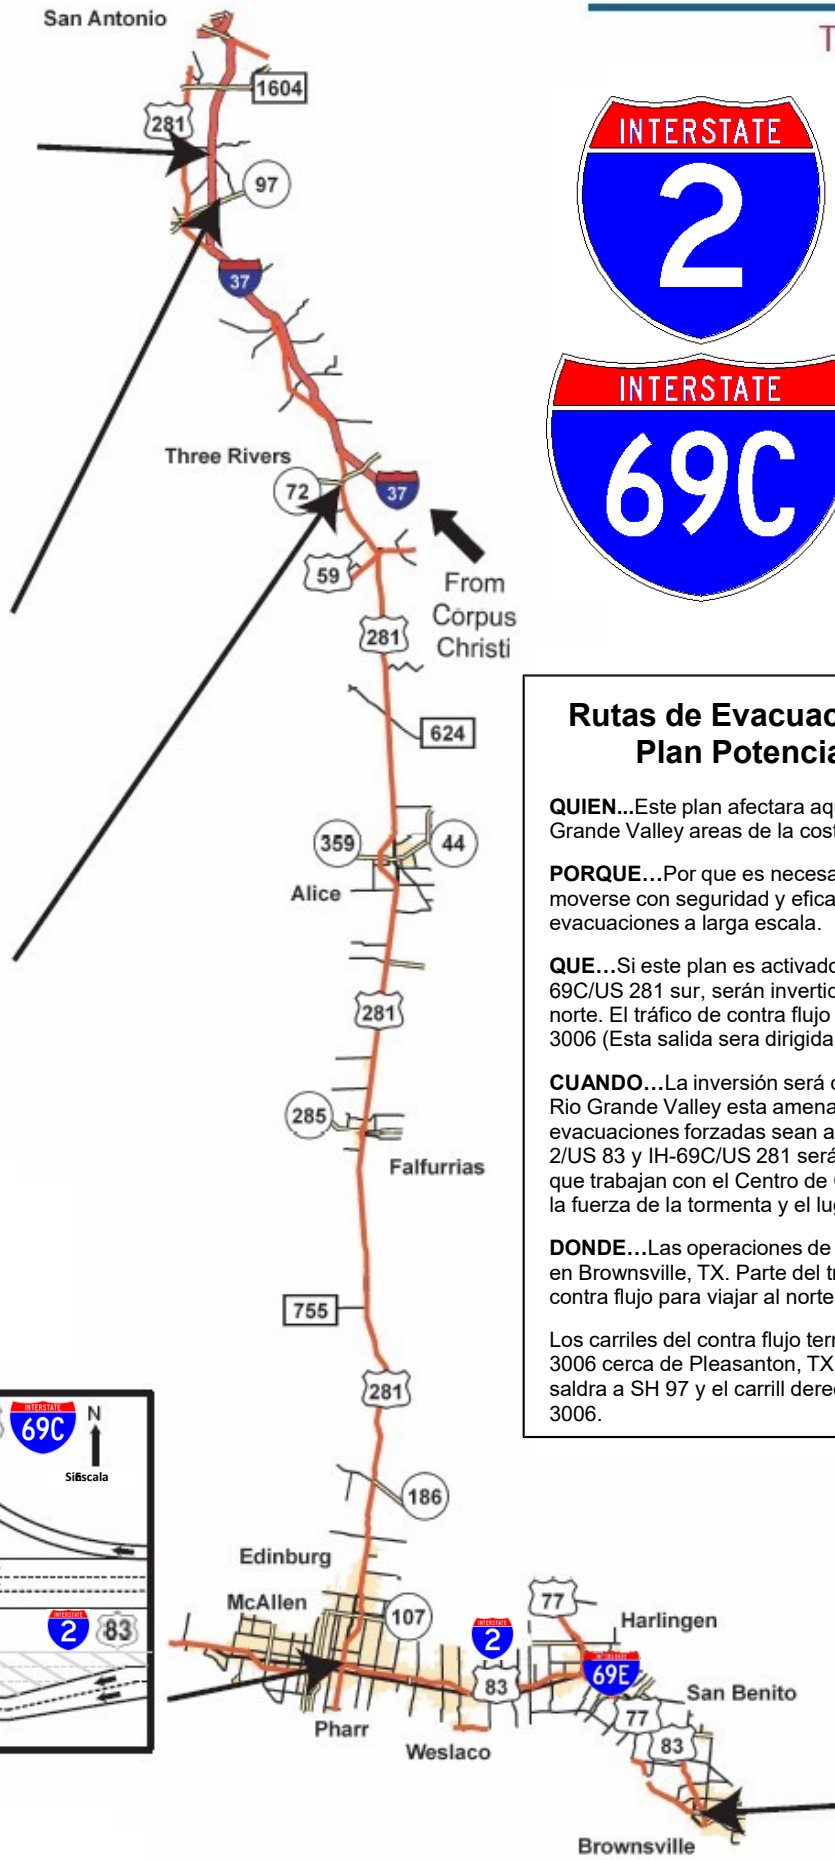 San Antonio
T
1604
281
97
INTERSTATE
2
37
INTERSTATE
69C
Three Rivers
72
37
59
From
Corpus
Christi
281
624
359
44
Alice
281
285
Falfurrias
755
281
186
Edinburg
McAllen
107
INTERSTATE
2
83
77
Harlingen
INTERSTATE
69E
San Benito
77
83
Pharr
Weslaco
Brownsville
Rutas de Evacuac
Plan Potencia
QUIEN...Este plan afectara aq
Grande Valley areas de la cost
PORQUE…Por que es necesa
moverse con seguridad y efica
evacuaciones a larga escala.
QUE…Si este plan es activado
69C/US 281 sur, serán invertid
norte. El tráfico de contra flujo
3006 (Esta salida sera dirigida
CUANDO…La inversión será c
Rio Grande Valley esta amena
evacuaciones forzadas sean a
2/US 83 y IH-69C/US 281 será
que trabajan con el Centro de
la fuerza de la tormenta y el lug
DONDE…Las operaciones de
en Brownsville, TX. Parte del tr
contra flujo para viajar al norte
Los carriles del contra flujo terr
3006 cerca de Pleasanton, TX
saldra a SH 97 y el carrill derec
3006.
INTERSTATE
69C
N
INTERSTATE
2
83